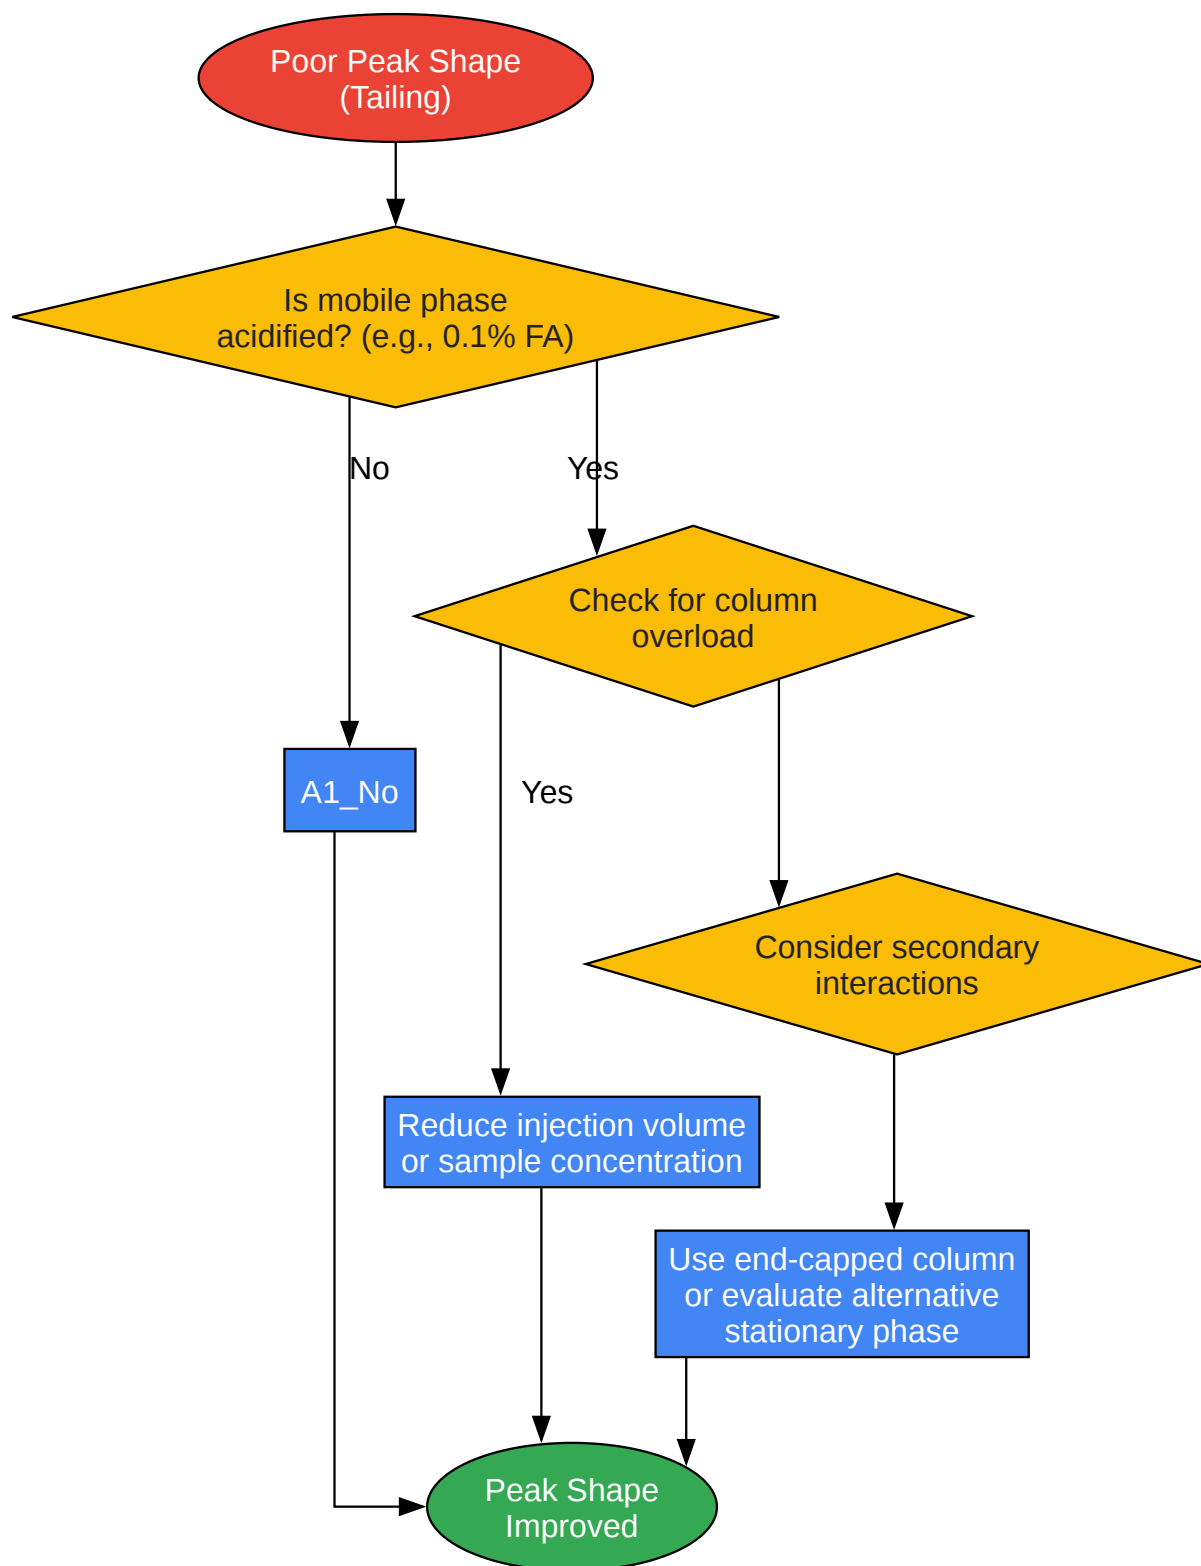 Poor Peak Shape
(Tailing)
Is mobile phase
acidified? (e.g., 0.1% FA)
No
Yes
Check for column
overload
A1_No
Yes
Consider secondary
interactions
Reduce injection volume
or sample concentration
Use end-capped column
or evaluate alternative
stationary phase
Peak Shape
Improved